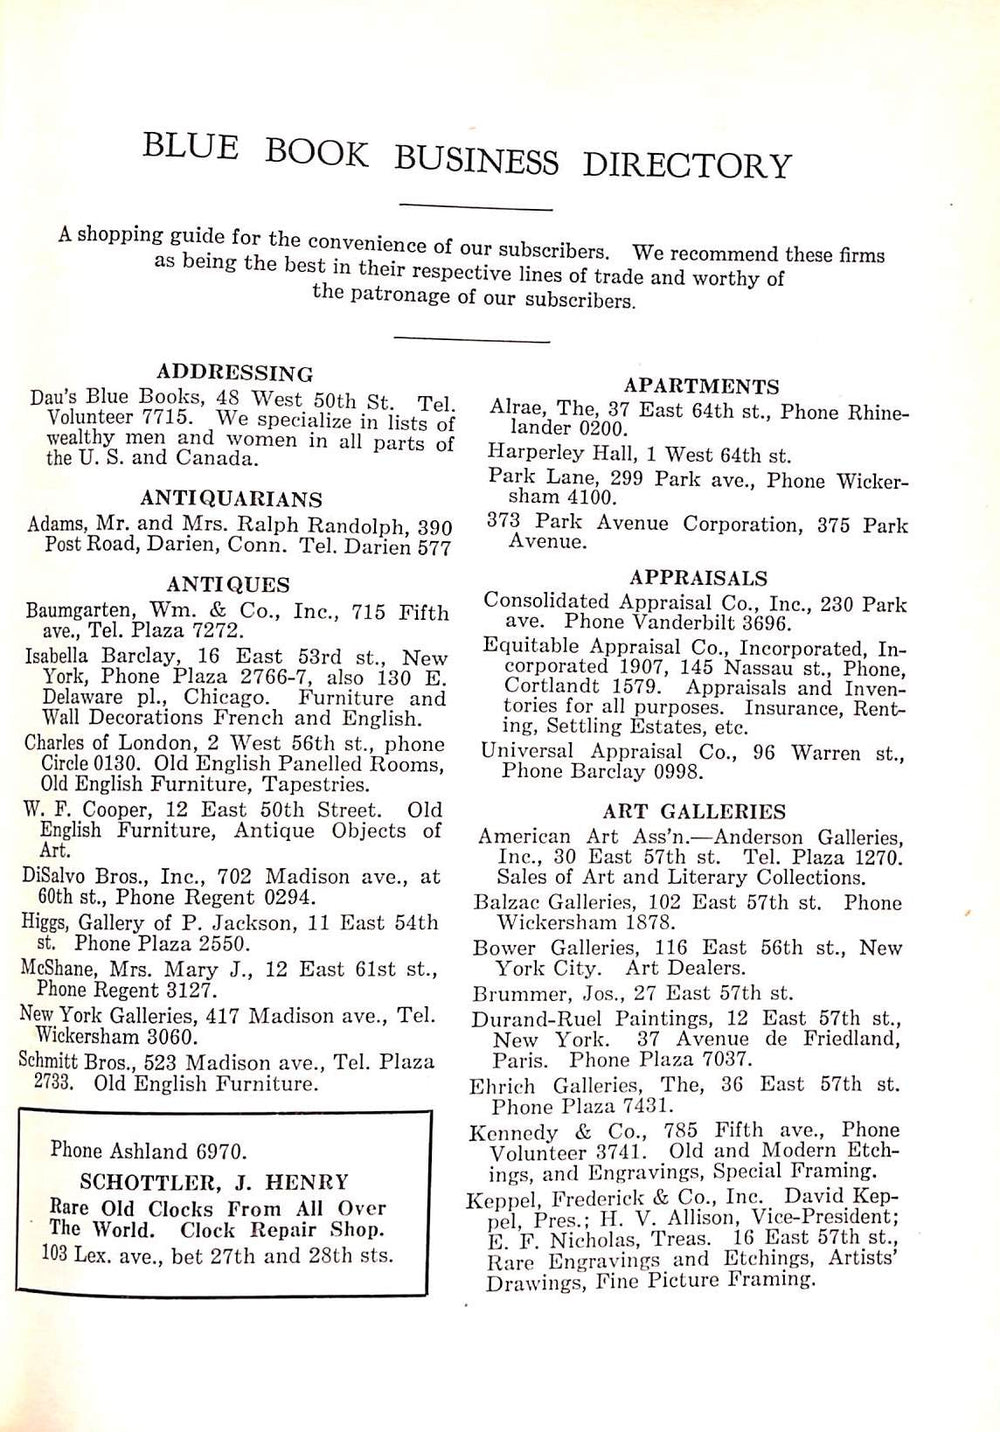 BLUE BOOK BUSINESS DIRECTORY
A shopping guide for the convenience of our subscribers. We recommend these firms
as being the best in their respective lines of trade and worthy of
the patronage of our subscribers.
ADDRESSING
Dau's Blue Books, 48 West 50th St. Tel.
Volunteer 7715. We specialize in lists of
wealthy men and women in all parts of
the U. S. and Canada.
ANTIQUARIANS
Adams, Mr. and Mrs. Ralph Randolph, 390
Post Road, Darien, Conn. Tel. Darien 577
ANTIQUES
Baumgarten, Wm. & Co., Inc., 715 Fifth
ave., Tel. Plaza 7272.
Isabella Barclay, 16 East 53rd st., New
York, Phone Plaza 2766-7, also 130 E.
Delaware pl., Chicago. Furniture and
Wall Decorations French and English.
Charles of London, 2 West 56th st., phone
Circle 0130. Old English Panelled Rooms,
Old English Furniture, Tapestries.
W. F. Cooper, 12 East 50th Street. Old
English Furniture, Antique Objects of
Art.
DiSalvo Bros., Inc., 702 Madison ave., at
60th st., Phone Regent 0294.
Higgs, Gallery of P. Jackson, 11 East 54th
st. Phone Plaza 2550.
McShane, Mrs. Mary J., 12 East 61st st.,
Phone Regent 3127.
New York Galleries, 417 Madison ave., Tel.
Wickersham 3060.
Schmitt Bros., 523 Madison ave., Tel. Plaza
2733. Old English Furniture.
Phone Ashland 6970.
SCHOTTLER, J. HENRY
Rare Old Clocks From All Over
The World. Clock Repair Shop.
103 Lex. ave., bet 27th and 28th sts.
APARTMENTS
Alrae, The, 37 East 64th st., Phone Rhine-
lander 0200.
Harperley Hall, 1 West 64th st.
Park Lane, 299 Park ave., Phone Wicker-
sham 4100.
373 Park Avenue Corporation, 375 Park
Avenue.
APPRAISALS
Consolidated Appraisal Co., Inc., 230 Park
ave. Phone Vanderbilt 3696.
Equitable Appraisal Co., Incorporated, In-
corporated 1907, 145 Nassau st., Phone,
Cortlandt 1579. Appraisals and Inven-
tories for all purposes. Insurance, Rent-
ing, Settling Estates, etc.
Universal Appraisal Co., 96 Warren st.,
Phone Barclay 0998.
ART GALLERIES
American Art Ass'n.—Anderson Galleries,
Inc., 30 East 57th st. Tel. Plaza 1270.
Sales of Art and Literary Collections.
Balzac Galleries, 102 East 57th st. Phone
Wickersham 1878.
Bower Galleries, 116 East 56th st., New
York City. Art Dealers.
Brummer, Jos., 27 East 57th st.
Durand-Ruel Paintings, 12 East 57th st.,
New York. 37 Avenue de Friedland,
Paris. Phone Plaza 7037.
Ehrich Galleries, The, 36 East 57th st.
Phone Plaza 7431.
Kennedy & Co., 785 Fifth ave., Phone
Volunteer 3741. Old and Modern Etch-
ings, and Engravings, Special Framing.
Keppel, Frederick & Co., Inc. David Kep-
pel, Pres.; H. V. Allison, Vice-President;
E. F. Nicholas, Treas. 16 East 57th st.,
Rare Engravings and Etchings, Artists'
Drawings, Fine Picture Framing.